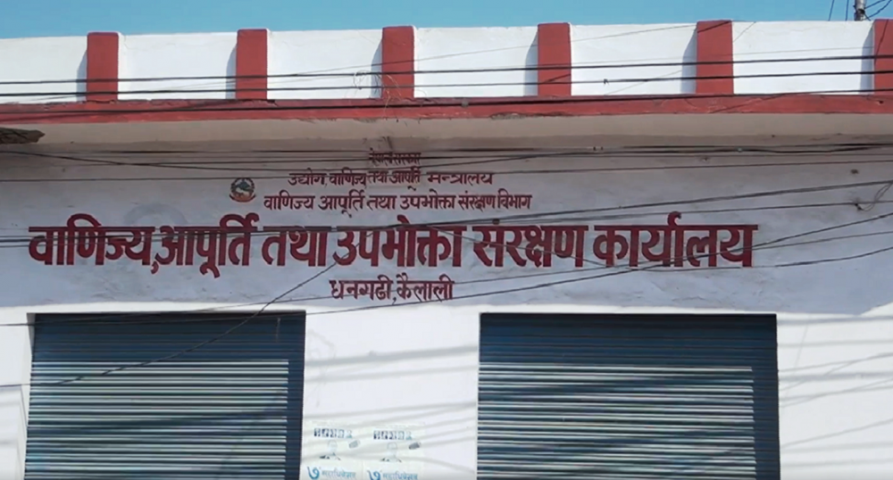 नेपाल सरकार
उद्योग, वाणिज्य तथा आपूर्ति मन्त्रालय
वाणिज्य आपूर्ति तथा उपभोक्ता संरक्षण विभाग
वाणिज्य,आपूर्ति तथा उपभोक्ता संरक्षण कार्यालय
धनगढी,कैलाली